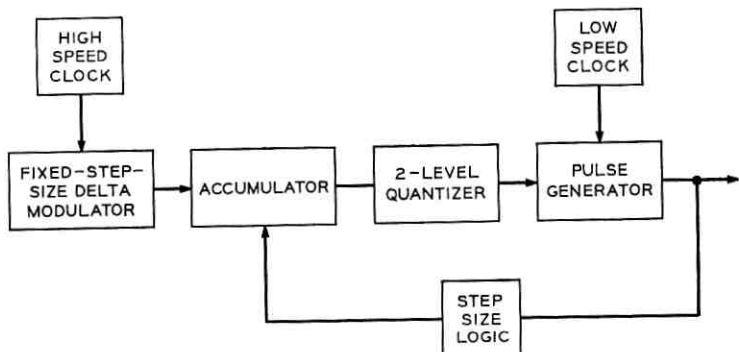 HIGH
SPEED
CLOCK
LOW
SPEED
CLOCK
FIXED-STEP-
SIZE DELTA
MODULATOR
ACCUMULATOR
2-LEVEL
QUANTIZER
PULSE
GENERATOR
STEP
SIZE
LOGIC